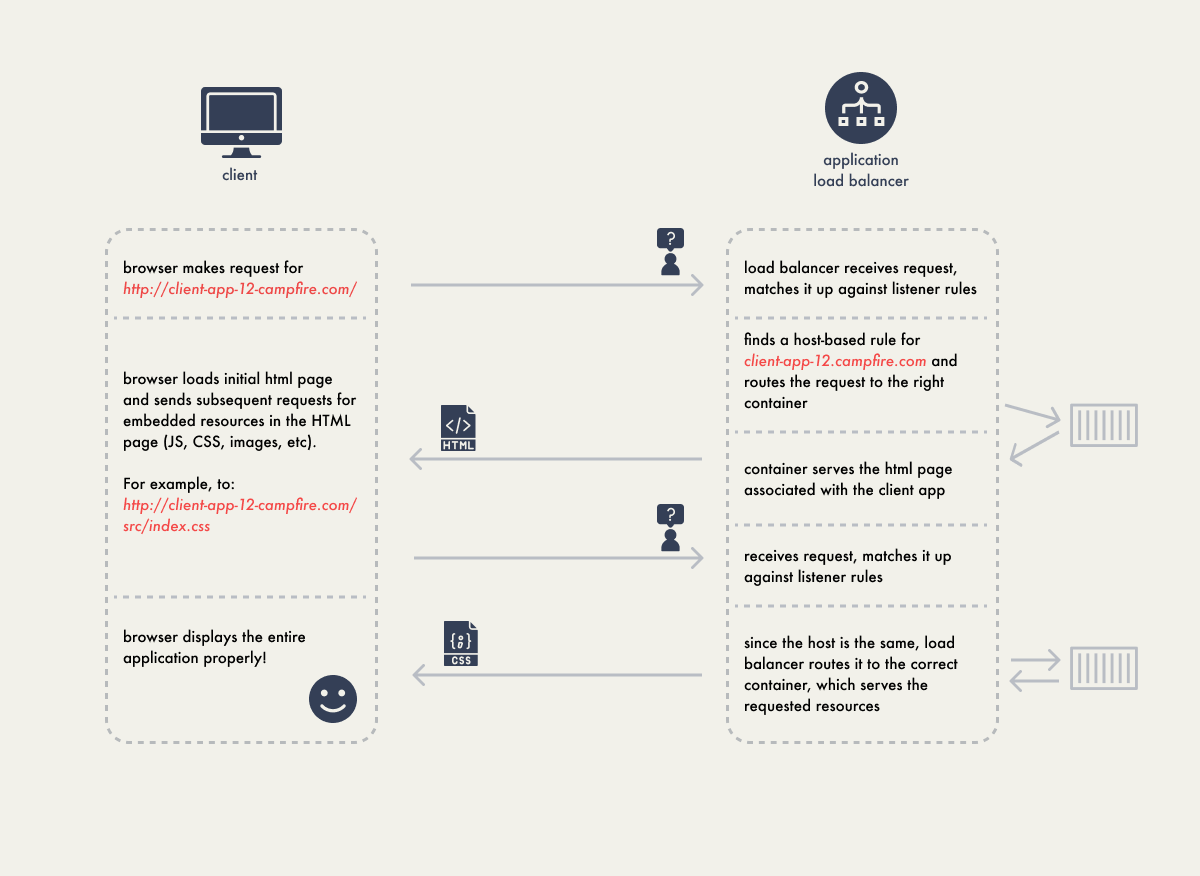 client
application
load balancer
browser makes request for
http://client-app-12-campfire.com/
browser loads initial html page
and sends subsequent requests for
embedded resources in the HTML
page (JS, CSS, images, etc).
For example, to:
http://client-app-12-campfire.com/
src/index.css
browser displays the entire
application properly!
?
HTML
</>
?
{ }
CSS
load balancer receives request,
matches it up against listener rules
finds a host-based rule for
client-app-12.campfire.com and
routes the request to the right
container
container serves the html page
associated with the client app
receives request, matches it up
against listener rules
since the host is the same, load
balancer routes it to the correct
container, which serves the
requested resources